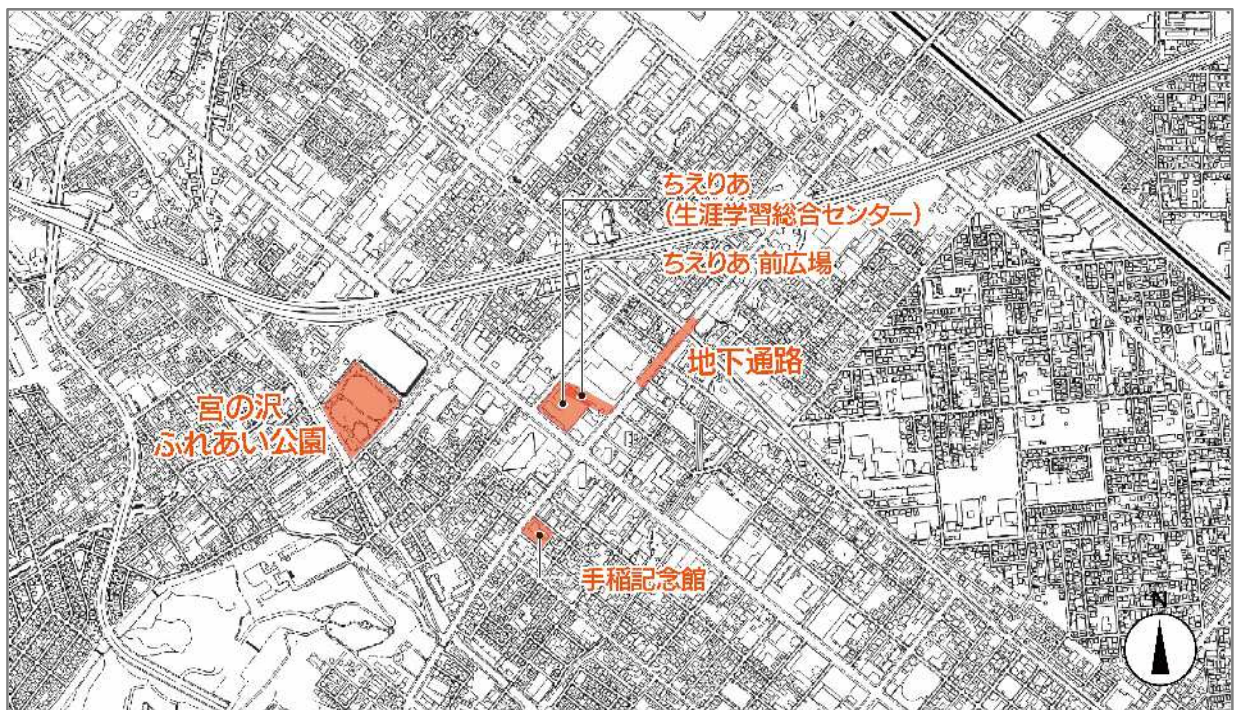 ちえりあ
（生涯学習総合センター）
ちえりあ 前広場
地下通路
宮の沢
ふれあい公園
手稲記念館
N